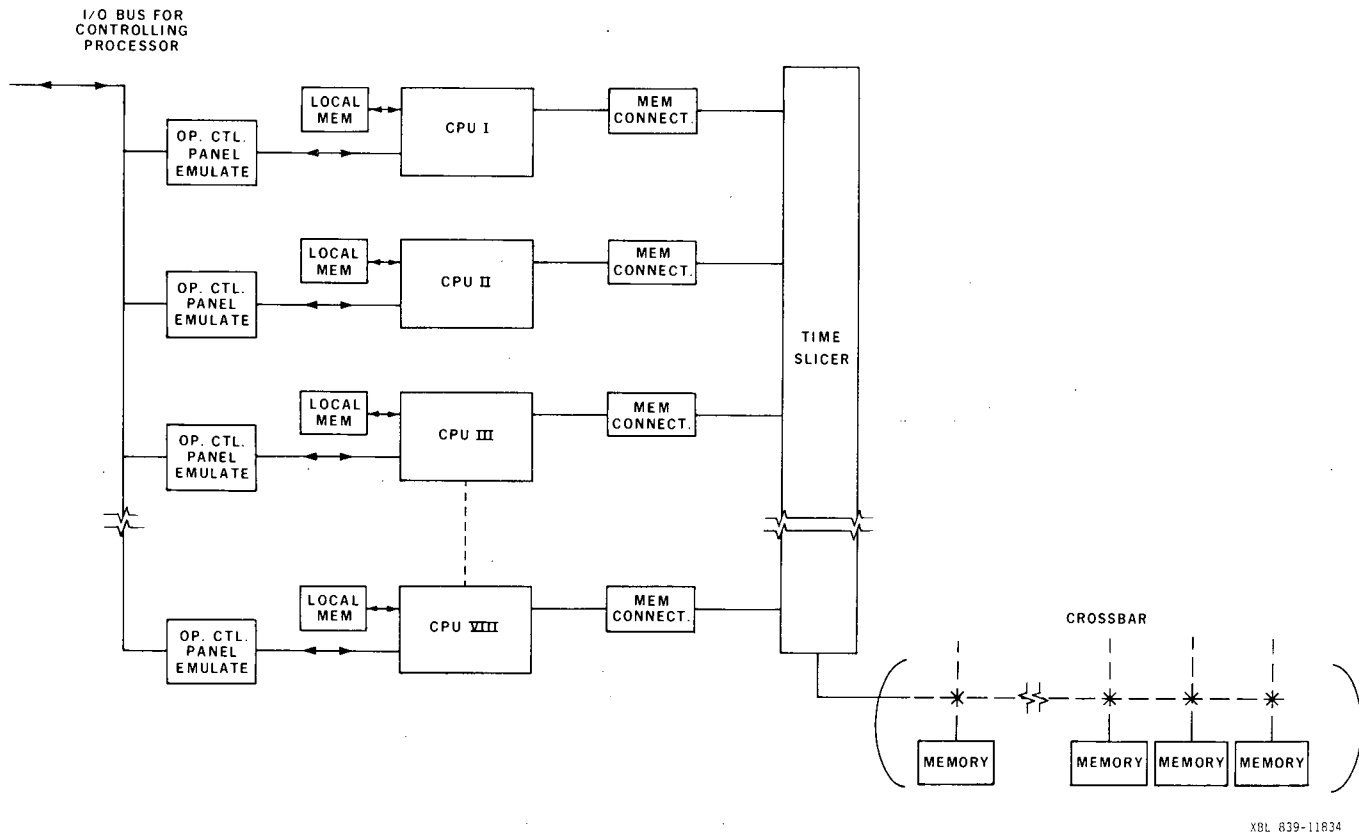 I/O BUS FOR
CONTROLLING
PROCESSOR
LOCAL
MEM
CPU I
MEM
CONNECT.
OP. CTL.
PANEL
EMULATE
LOCAL
MEM
CPU II
MEM
CONNECT.
OP. CTL.
PANEL
EMULATE
TIME
SLICER
LOCAL
MEM
CPU III
MEM
CONNECT.
OP. CTL.
PANEL
EMULATE
LOCAL
MEM
CPU VIII
MEM
CONNECT.
OP. CTL.
PANEL
EMULATE
CROSSBAR
MEMORY
MEMORY
MEMORY
MEMORY
XBL 839-11834